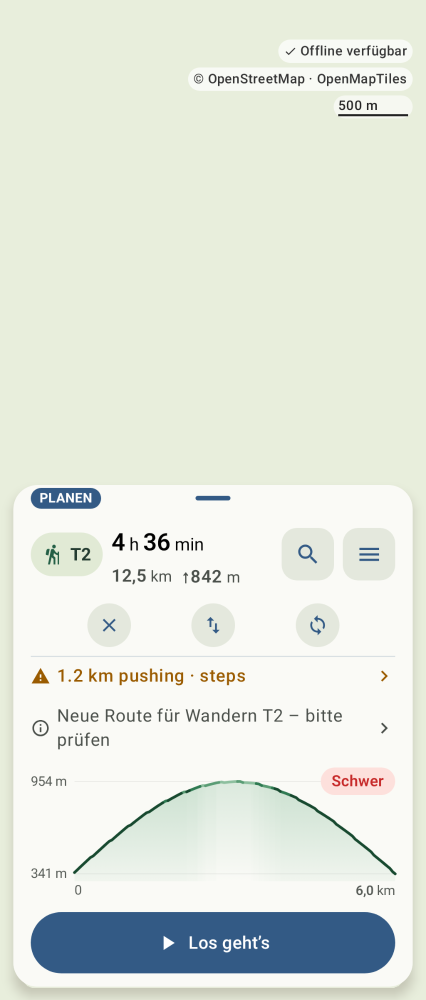 Offline verfügbar
© OpenStreetMap · OpenMapTiles
500 m
PLANEN
T2
4 h 36 min
12,5 km ↑842 m
1.2 km pushing · steps
Neue Route für Wandern T2 – bitte
prüfen
954 m
Schwer
341 m
0
6,0 km
Los geht's